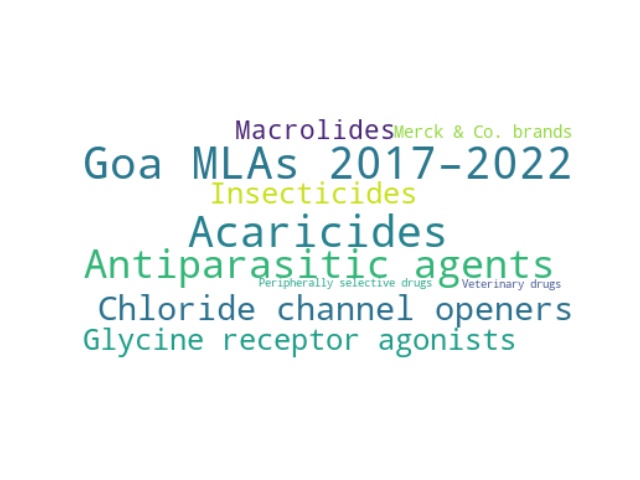 Macrolides
Merck & Co. brands
Goa MLAs 2017–2022
Insecticides
Acaricides
Antiparasitic agents
Peripherally selective drugs
Veterinary drugs
Chloride channel openers
Glycine receptor agonists